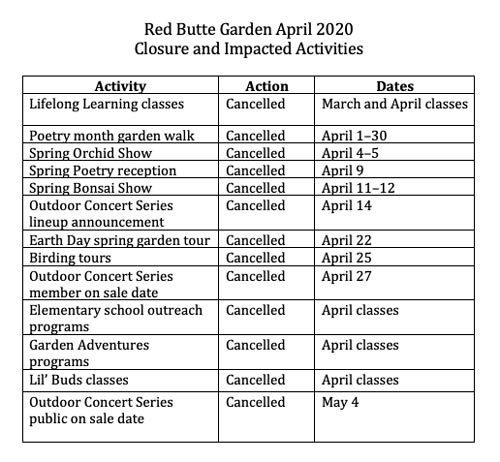 Red Butte Garden April 2020
Closure and Impacted Activities
Activity Action Dates
Lifelong Learning classes Cancelled March and April classes
Poetry month garden walk Cancelled April 1–30
Spring Orchid Show Cancelled April 4–5
Spring Poetry reception Cancelled April 9
Spring Bonsai Show Cancelled April 11–12
Outdoor Concert Series Cancelled April 14
lineup announcement
Earth Day spring garden tour Cancelled April 22
Birding tours Cancelled April 25
Outdoor Concert Series Cancelled April 27
member on sale date
Elementary school outreach Cancelled April classes
programs
Garden Adventures Cancelled April classes
programs
Lil’ Buds classes Cancelled April classes
Outdoor Concert Series Cancelled May 4
public on sale date